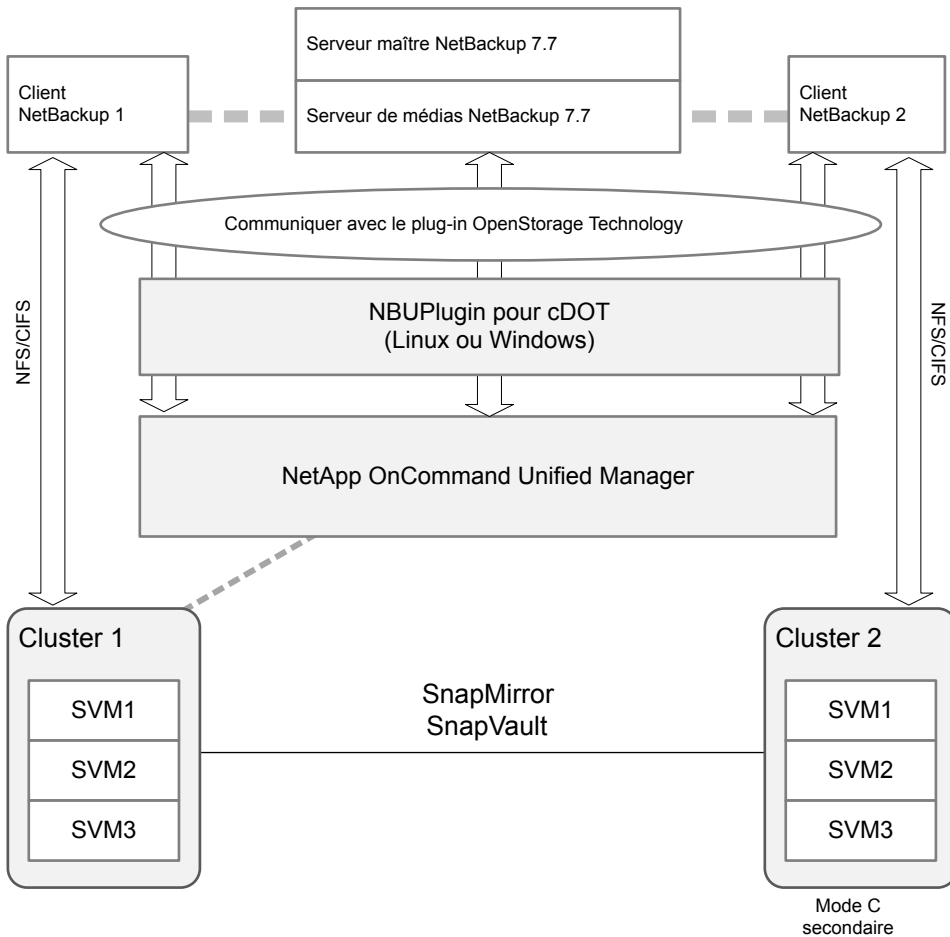 Serveur maître NetBackup 7.7
Client
NetBackup 1
Serveur de médias NetBackup 7.7
Client
NetBackup 2
Communiquer avec le plug-in OpenStorage Technology
NBUPlugin pour cDOT
(Linux ou Windows)
NFS/CIFS
NFS/CIFS
NetApp OnCommand Unified Manager
Cluster 1
SVM1
SVM2
SVM3
SnapMirror
SnapVault
Cluster 2
SVM1
SVM2
SVM3
Mode C
secondaire